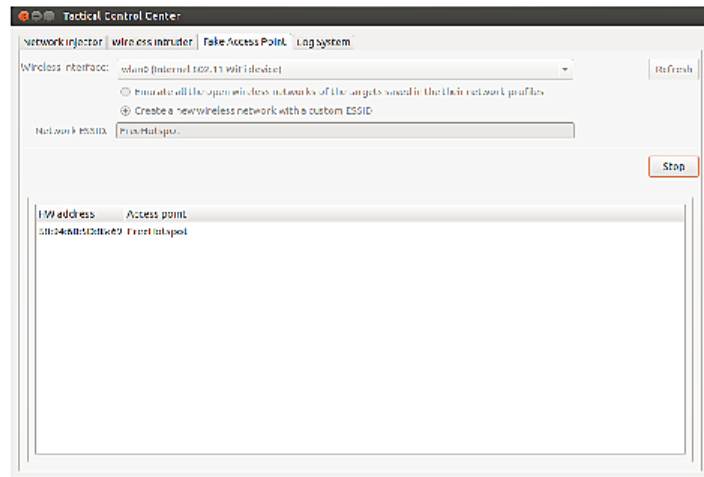 Tactical Control Center
Network Injector Wireless Intruder Fake Access Point Log System
Wireless interface: wlan0 (Internal 802.11 WiFi device) Refresh
Emulate all the open wireless networks of the targets saved in the their network profiles
Create a new wireless network with a custom ESSID
Network ESSID: FreeHotspot
Stop
HW address Access point
FreeHotspot